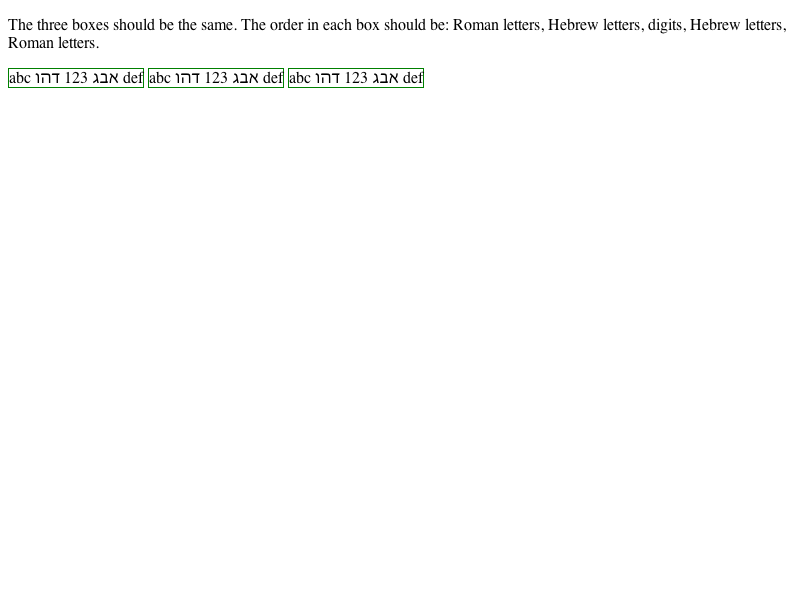 The three boxes should be the same. The order in each box should be: Roman letters, Hebrew letters, digits, Hebrew letters,
Roman letters.
abc אבג 123 דהו def abc אבג 123 דהו def abc אבג 123 דהו def